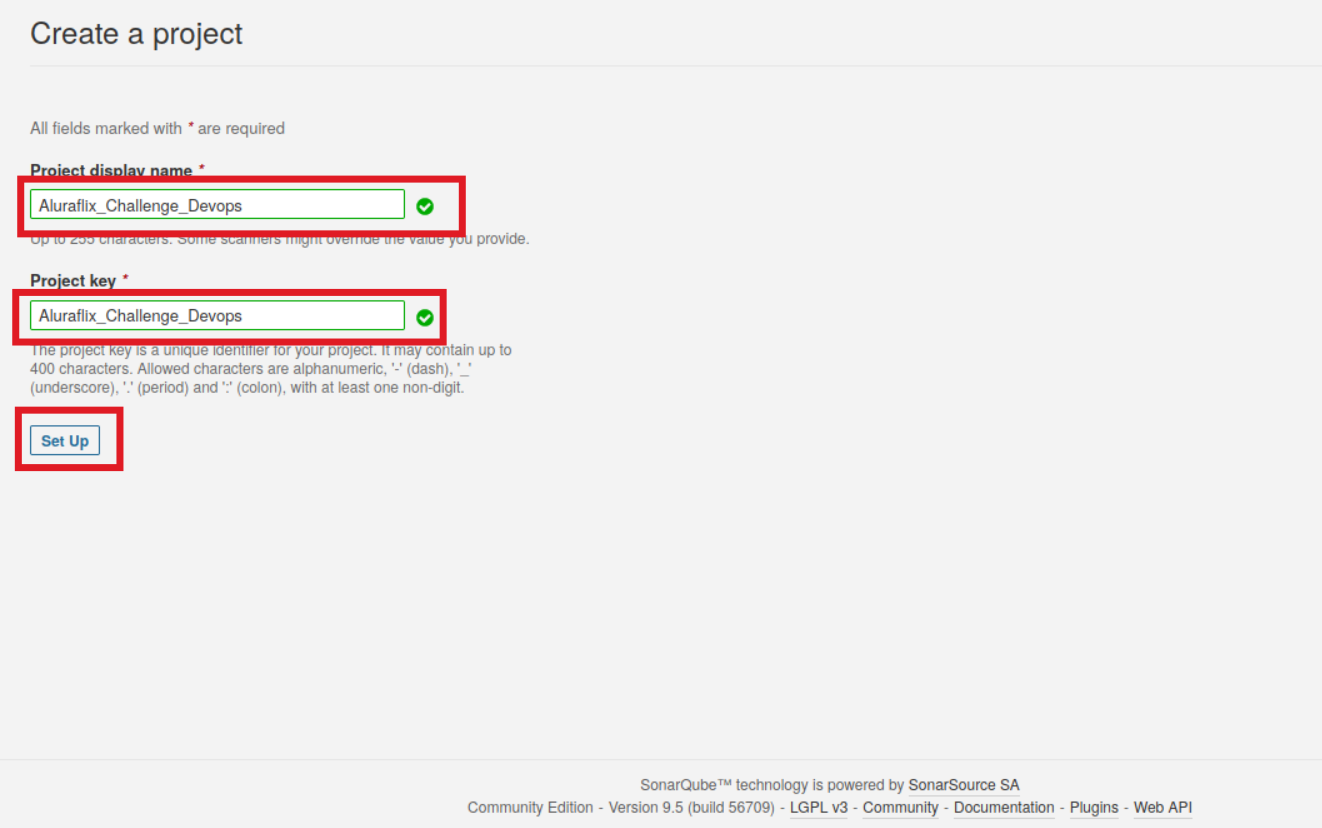 Create a project
All fields marked with * are required
Project display name *
Aluraflix_Challenge_Devops
Up to 255 characters. Some scanners might override the value you provide.
Project key *
Aluraflix_Challenge_Devops
The project key is a unique identifier for your project. It may contain up to
400 characters. Allowed characters are alphanumeric, '-' (dash), '_'
(underscore), '.' (period) and ':' (colon), with at least one non-digit.
Set Up
SonarQube™ technology is powered by SonarSource SA
Community Edition - Version 9.5 (build 56709) - LGPL v3 - Community - Documentation - Plugins - Web API